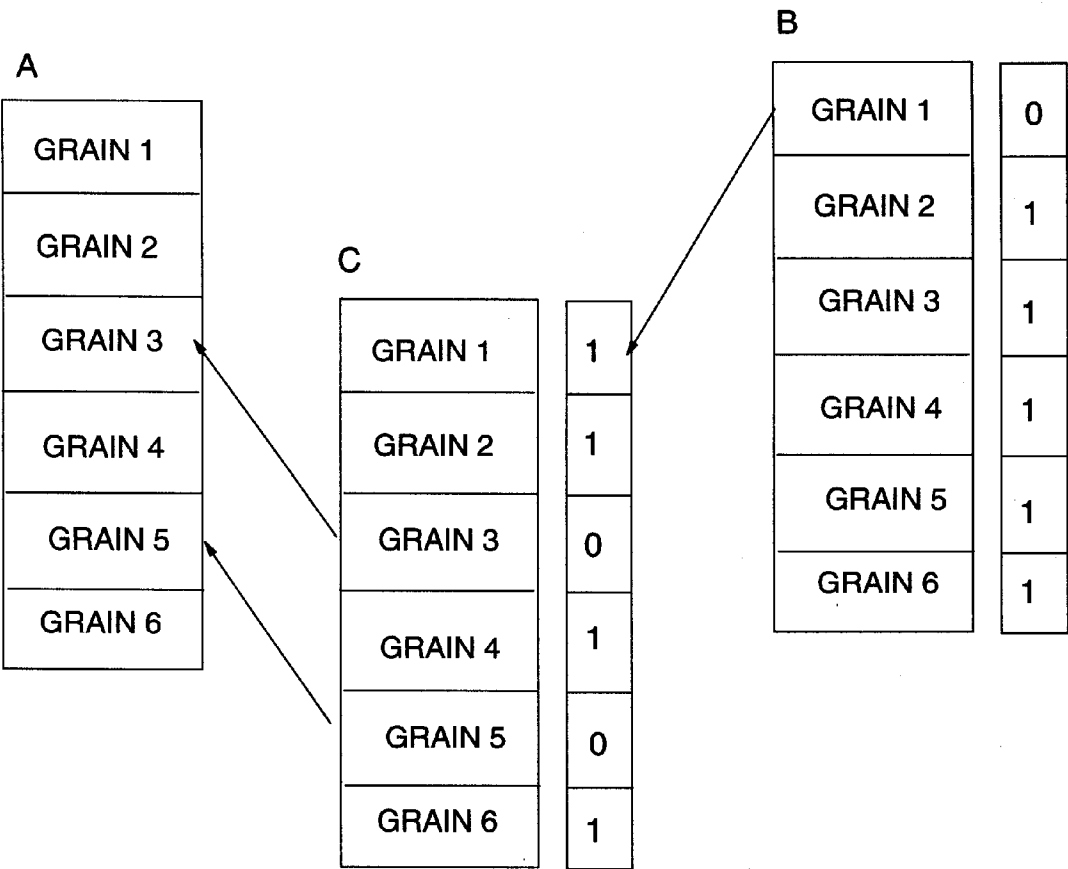 A
GRAIN 1
GRAIN 2
GRAIN 3
GRAIN 4
GRAIN 5
GRAIN 6
C
GRAIN 1 1
GRAIN 2 1
GRAIN 3 0
GRAIN 4 1
GRAIN 5 0
GRAIN 6 1
B
GRAIN 1 0
GRAIN 2 1
GRAIN 3 1
GRAIN 4 1
GRAIN 5 1
GRAIN 6 1